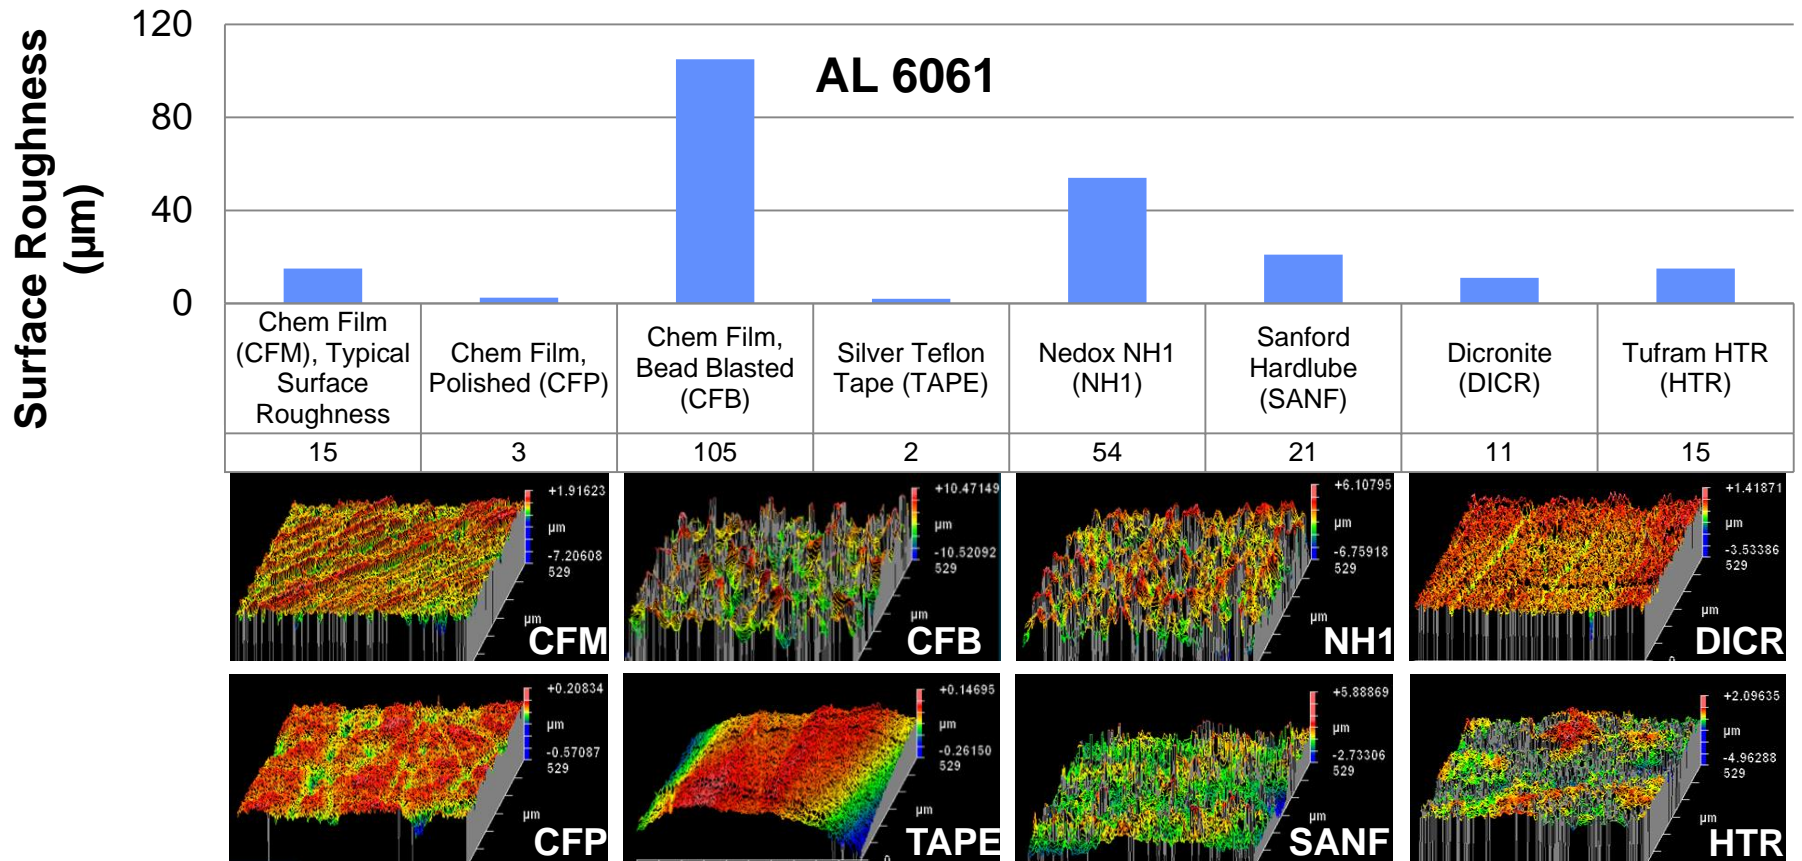 Surface Roughness
(µm)
120
80
40
0
AL 6061
Chem Film
(CFM), Typical
Surface
Roughness
Chem Film,
Polished (CFP)
Chem Film,
Bead Blasted
(CFB)
Silver Teflon
Tape (TAPE)
Nedox NH1
(NH1)
Sanford
Hardlube
(SANF)
Dicronite
(DICR)
Tufram HTR
(HTR)
15
3
105
2
54
21
11
15
+1.91623
µm
-7.20608
529
µm
CFM
+10.47149
µm
-10.52092
529
µm
CFB
+6.10795
µm
-6.75918
529
µm
NH1
+1.41871
µm
-3.53386
529
µm
DICR
+0.20834
µm
-0.57087
529
µm
CFP
+0.14695
µm
-0.26150
529
µm
0
TAPE
+5.88869
µm
-2.73306
529
µm
SANF
+2.09635
µm
-4.96288
529
µm
HTR